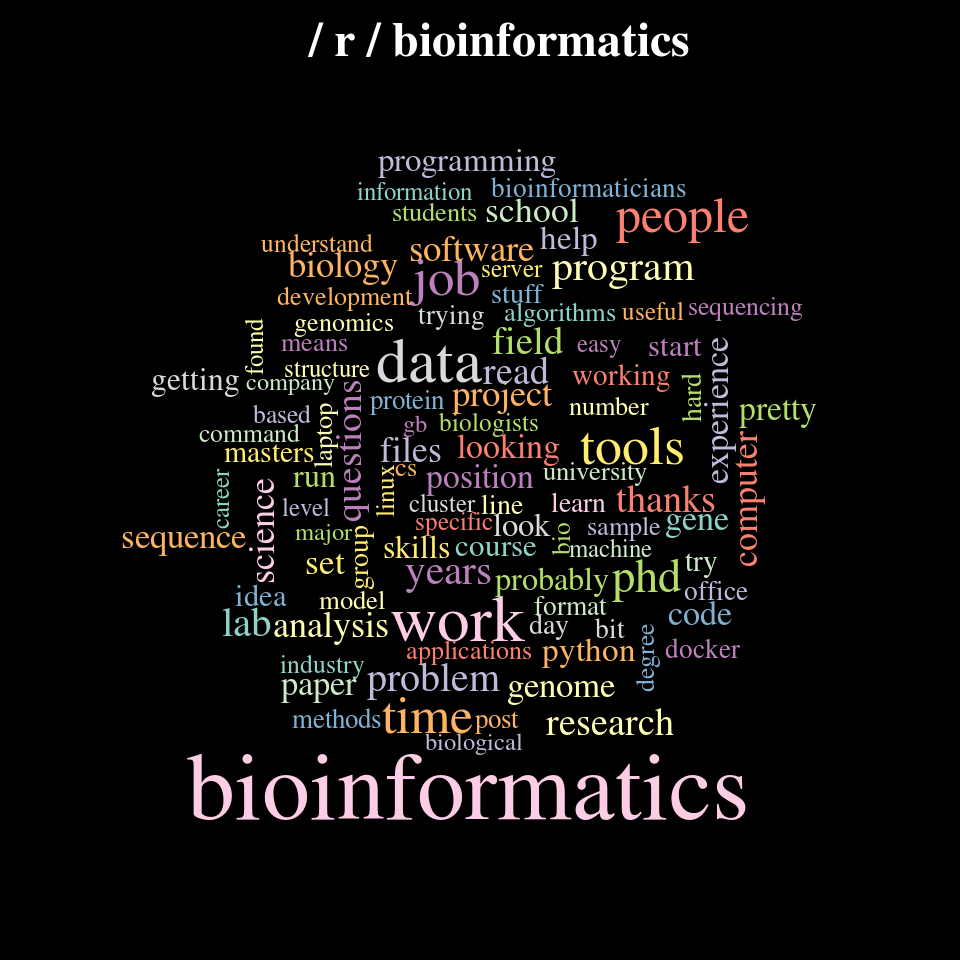 / r / bioinformatics
programming
information bioinformaticians
students school people
understand software help
biology job server program
development stuff
trying algorithms useful sequencing
found genomics
means data field easy start
structure read working experience
getting company
protein project number hard pretty
based laptop questions gb biologists
command files looking tools computer
masters
career run linux cs position university
level cluster line learn thanks
science major specific look bio sample gene
sequence group skills course machine
set years probably phd try
idea model office
lab analysis work format code
day bit
applications python degree docker
industry
paper problem genome
methods time post research
biological
bioinformatics